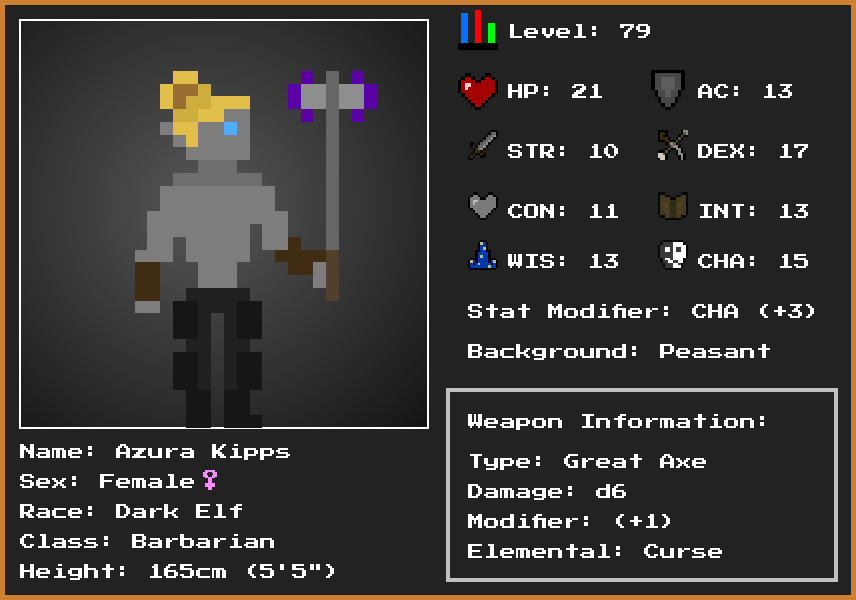 Level: 79
HP: 21
AC: 13
STR: 10
DEX: 17
CON: 11
INT: 13
WIS: 13
CHA: 15
Stat Modifier: CHA (+3)
Background: Peasant
Weapon Information:
Type: Great Axe
Damage: d6
Modifier: (+1)
Elemental: Curse
Name: Azura Kipps
Sex: Female♀
Race: Dark Elf
Class: Barbarian
Height: 165cm (5'5")